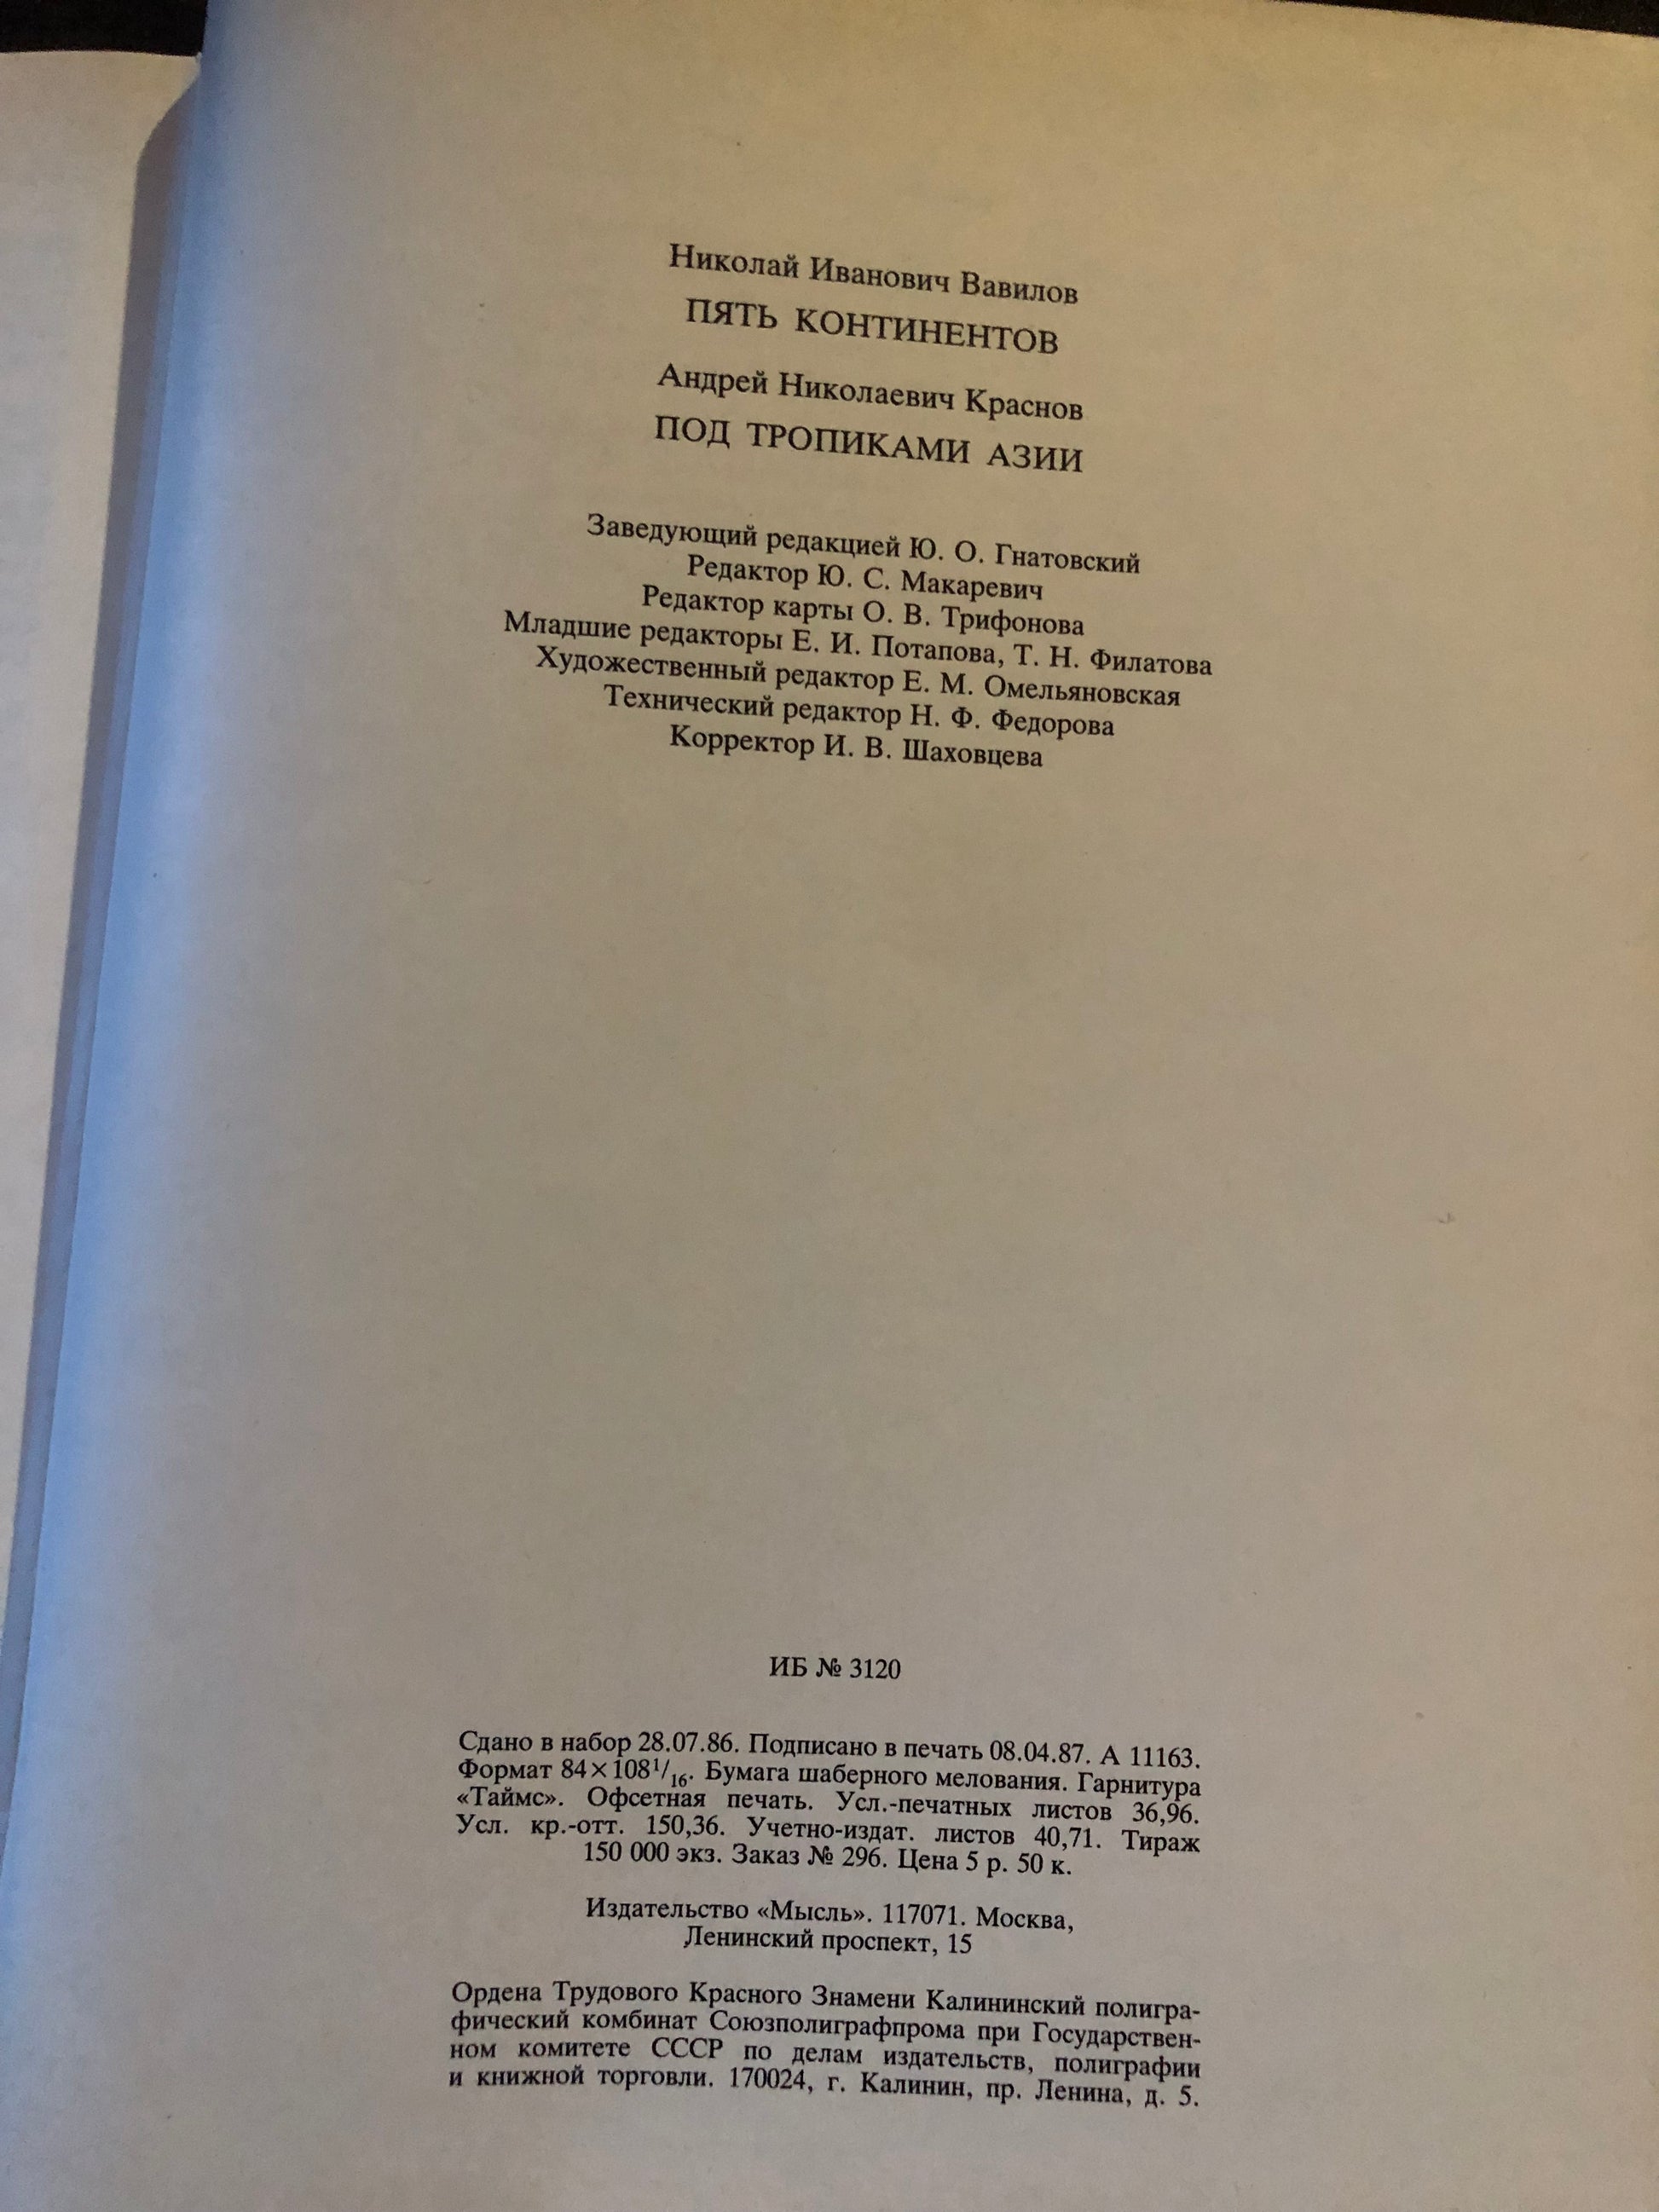 Николай Иванович Вавилов
ПЯТЬ КОНТИНЕНТОВ
Андрей Николаевич Краснов
ПОД ТРОПИКАМИ АЗИИ
Заведующий редакцией Ю. О. Гнатовский
Редактор Ю. С. Макаревич
Редактор карты О. В. Трифонова
Младшие редакторы Е. И. Потапова, Т. Н. Филатова
Художественный редактор Е. М. Омельяновская
Технический редактор Н. Ф. Федорова
Корректор И. В. Шаховцева
ИБ № 3120
Сдано в набор 28.07.86. Подписано в печать 08.04.87. А 11163.
Формат 84×108¹/₁₆. Бумага шаберного мелования. Гарнитура
«Таймс». Офсетная печать. Усл.-печатных листов 36,96.
Усл. кр.-отт. 150,36. Учетно-издат. листов 40,71. Тираж
150 000 экз. Заказ № 296. Цена 5 р. 50 к.
Издательство «Мысль». 117071. Москва,
Ленинский проспект, 15
Ордена Трудового Красного Знамени Калининский полигра-
фический комбинат Союзполиграфпрома при Государствен-
ном комитете СССР по делам издательств, полиграфии
и книжной торговли. 170024, г. Калинин, пр. Ленина, д. 5.